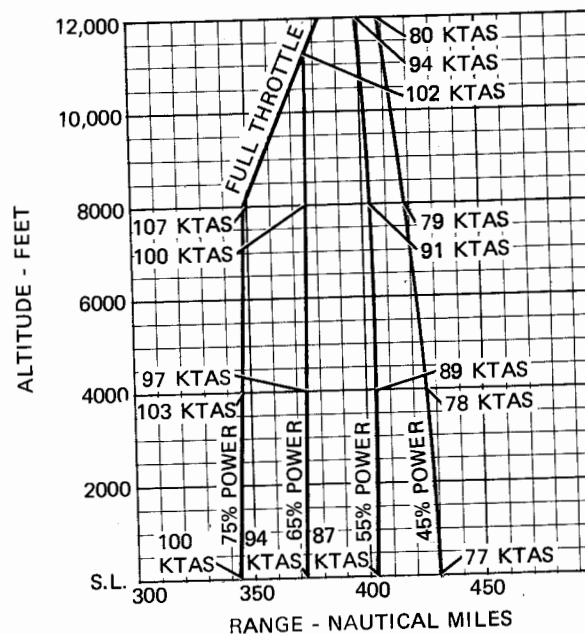 12,000
10,000
8000
6000
4000
2000
S.L.
ALTITUDE - FEET
FULL THROTTLE
80 KTAS
94 KTAS
102 KTAS
107 KTAS
100 KTAS
79 KTAS
91 KTAS
97 KTAS
103 KTAS
89 KTAS
78 KTAS
75% POWER
65% POWER
55% POWER
45% POWER
100
KTAS
94
KTAS
87
KTAS
77 KTAS
300
350
400
450
RANGE - NAUTICAL MILES